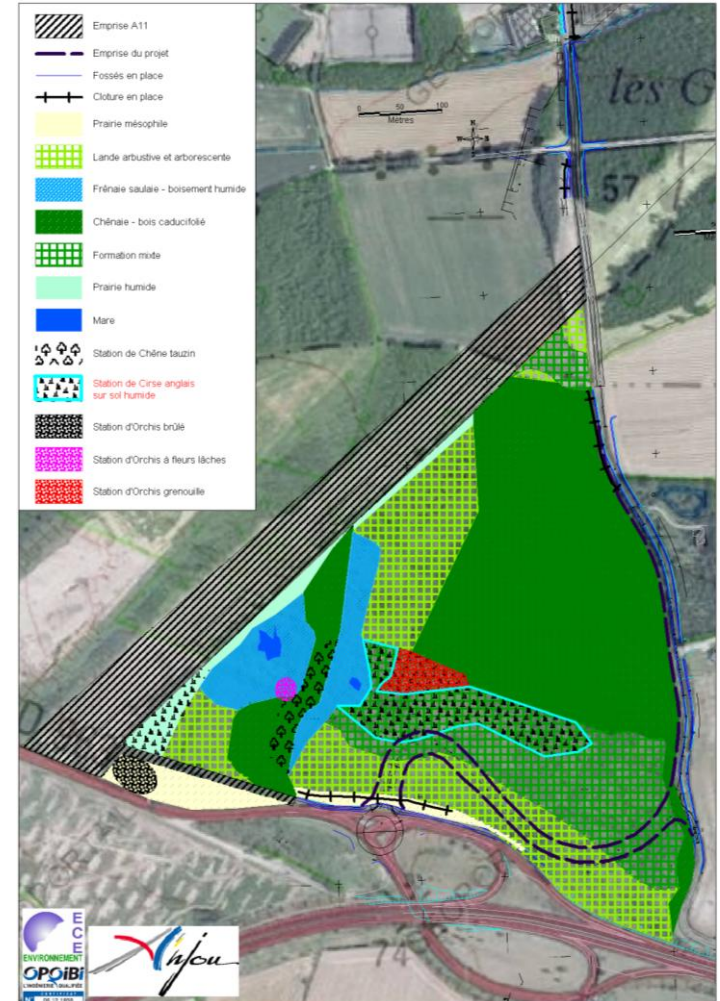 Emprise A11
Emprise du projet
Fossés en place
Cloture en place
Prairie mésophile
Lande arbustive et arborescente
Frênaie saulaie - boisement humide
Chênaie - bois caducifolié
Formation mixte
Prairie humide
Mare
Station de Chêne tauzin
Station de Cirse anglais
sur sol humide
Station d'Orchis brûlé
Station d'Orchis à fleurs lâches
Station d'Orchis grenouille
les G
0 50 100
Mètres
N
W E
S
57
74
ECE
ENVIRONNEMENT
OPQIBI
L'INGÉNIERIE QUALIFIÉE
CERTIFICAT
Anjou